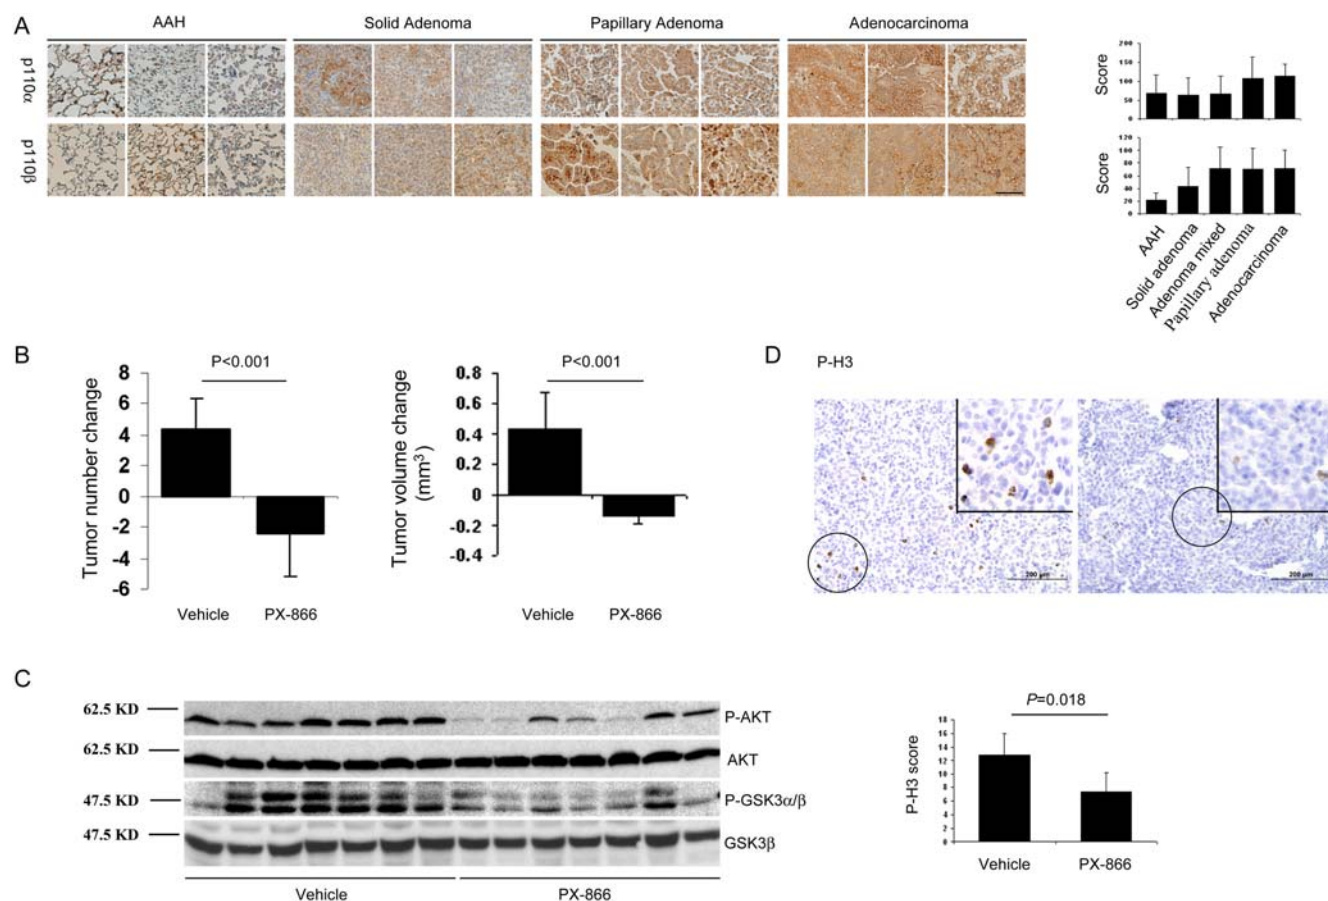 A
AAH
Solid Adenoma
Papillary Adenoma
Adenocarcinoma
p110α
p110β
Score
200
150
100
50
0
Score
120
100
80
60
40
20
0
AAH
Solid adenoma
Adenoma mixed
Papillary adenoma
Adenocarcinoma
B
P<0.001
Tumor number change
8
6
4
2
0
-2
-4
-6
Vehicle
PX-866
P<0.001
Tumor volume change
(mm³)
0.8
0.6
0.4
0.2
0
-0.2
-0.4
Vehicle
PX-866
D
P-H3
200 µm
200 µm
C
62.5 KD
P-AKT
62.5 KD
AKT
47.5 KD
P-GSK3α/β
47.5 KD
GSK3β
Vehicle
PX-866
P=0.018
P-H3 score
18
16
14
12
10
8
6
4
2
0
Vehicle
PX-866